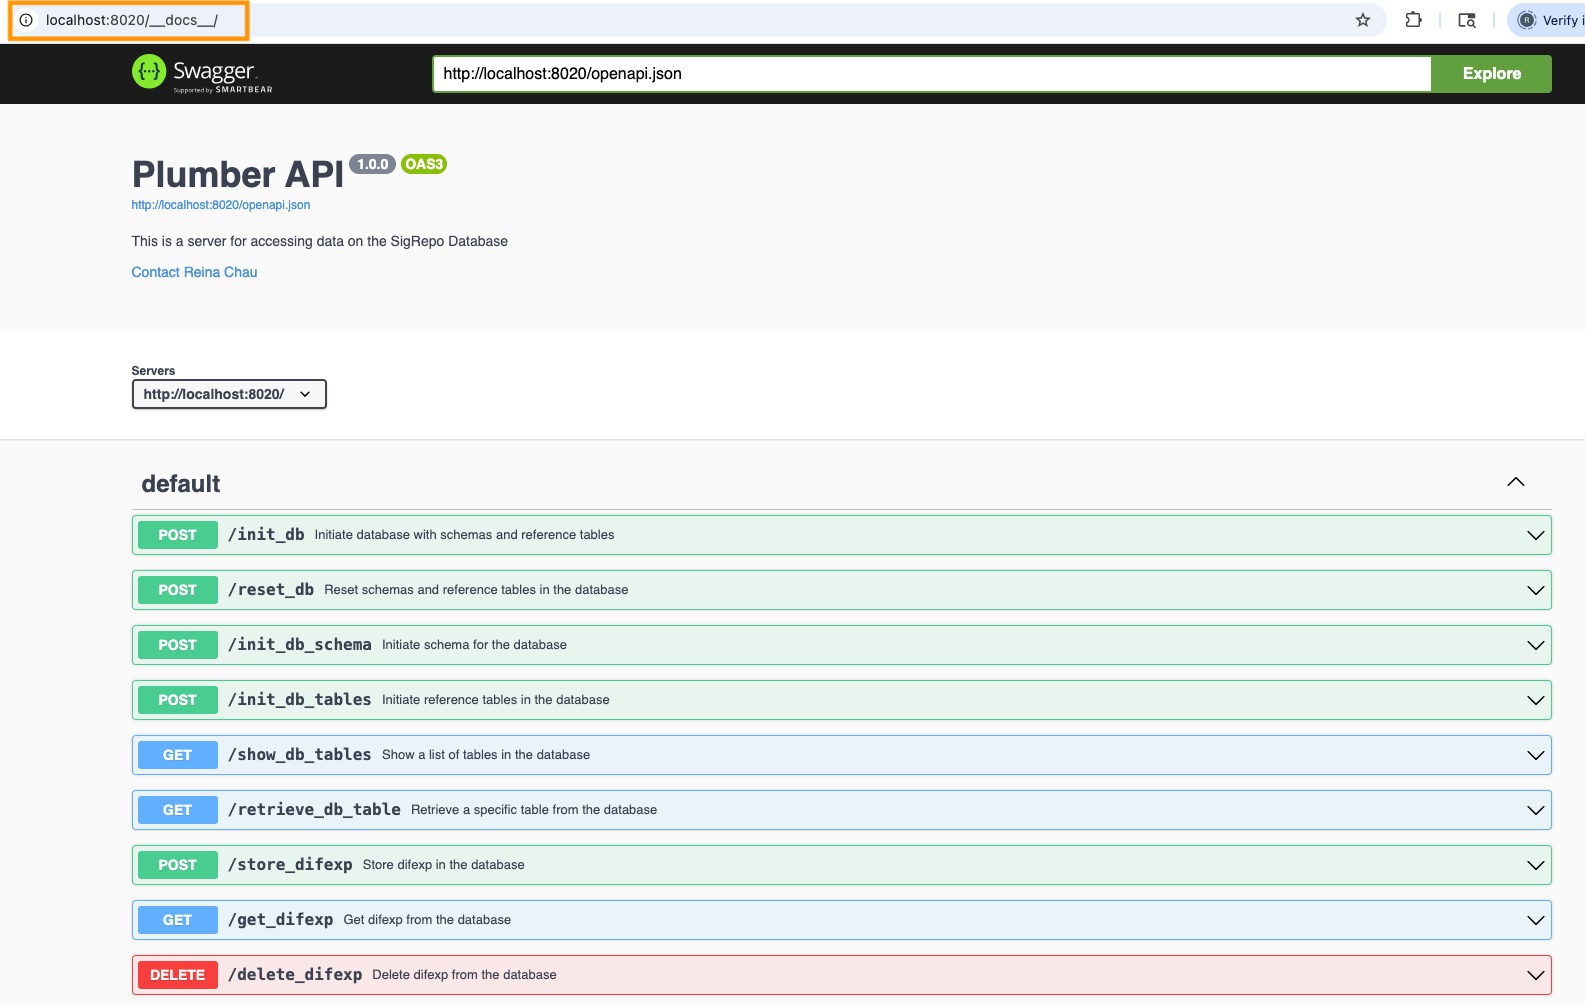 localhost:8020/__docs__/
Verify i
Swagger
Supported by SMARTBEAR
http://localhost:8020/openapi.json
Explore
Plumber API 1.0.0 OAS3
http://localhost:8020/openapi.json
This is a server for accessing data on the SigRepo Database
Contact Reina Chau
Servers
http://localhost:8020/
default
POST /init_db Initiate database with schemas and reference tables
POST /reset_db Reset schemas and reference tables in the database
POST /init_db_schema Initiate schema for the database
POST /init_db_tables Initiate reference tables in the database
GET /show_db_tables Show a list of tables in the database
GET /retrieve_db_table Retrieve a specific table from the database
POST /store_difexp Store difexp in the database
GET /get_difexp Get difexp from the database
DELETE /delete_difexp Delete difexp from the database